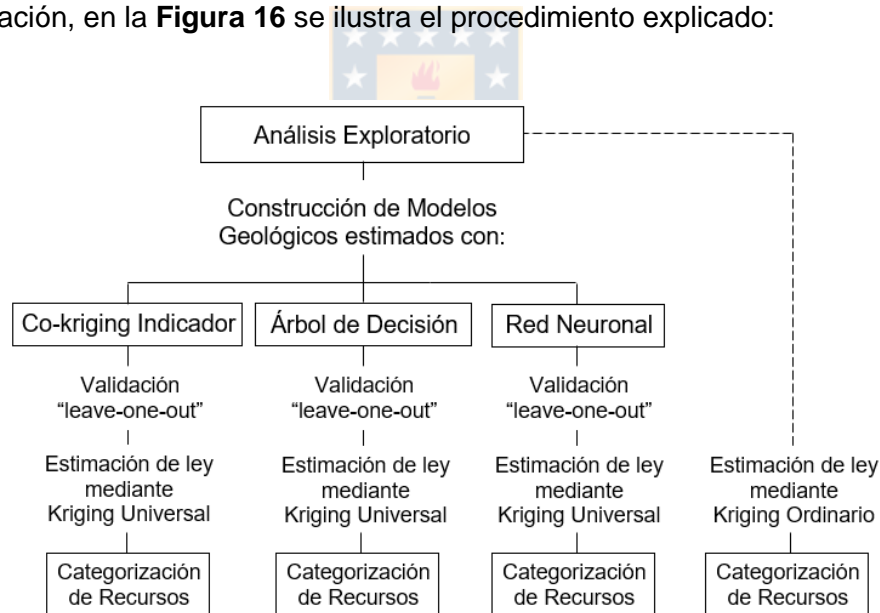 ación, en la Figura 16 se ilustra el procedimiento explicado:
Análisis Exploratorio
Construcción de Modelos
Geológicos estimados con:
Co-kriging Indicador
Árbol de Decisión
Red Neuronal
Validación
“leave-one-out”
Validación
“leave-one-out”
Validación
“leave-one-out”
Estimación de ley
mediante
Kriging Universal
Estimación de ley
mediante
Kriging Universal
Estimación de ley
mediante
Kriging Universal
Estimación de ley
mediante
Kriging Ordinario
Categorización
de Recursos
Categorización
de Recursos
Categorización
de Recursos
Categorización
de Recursos